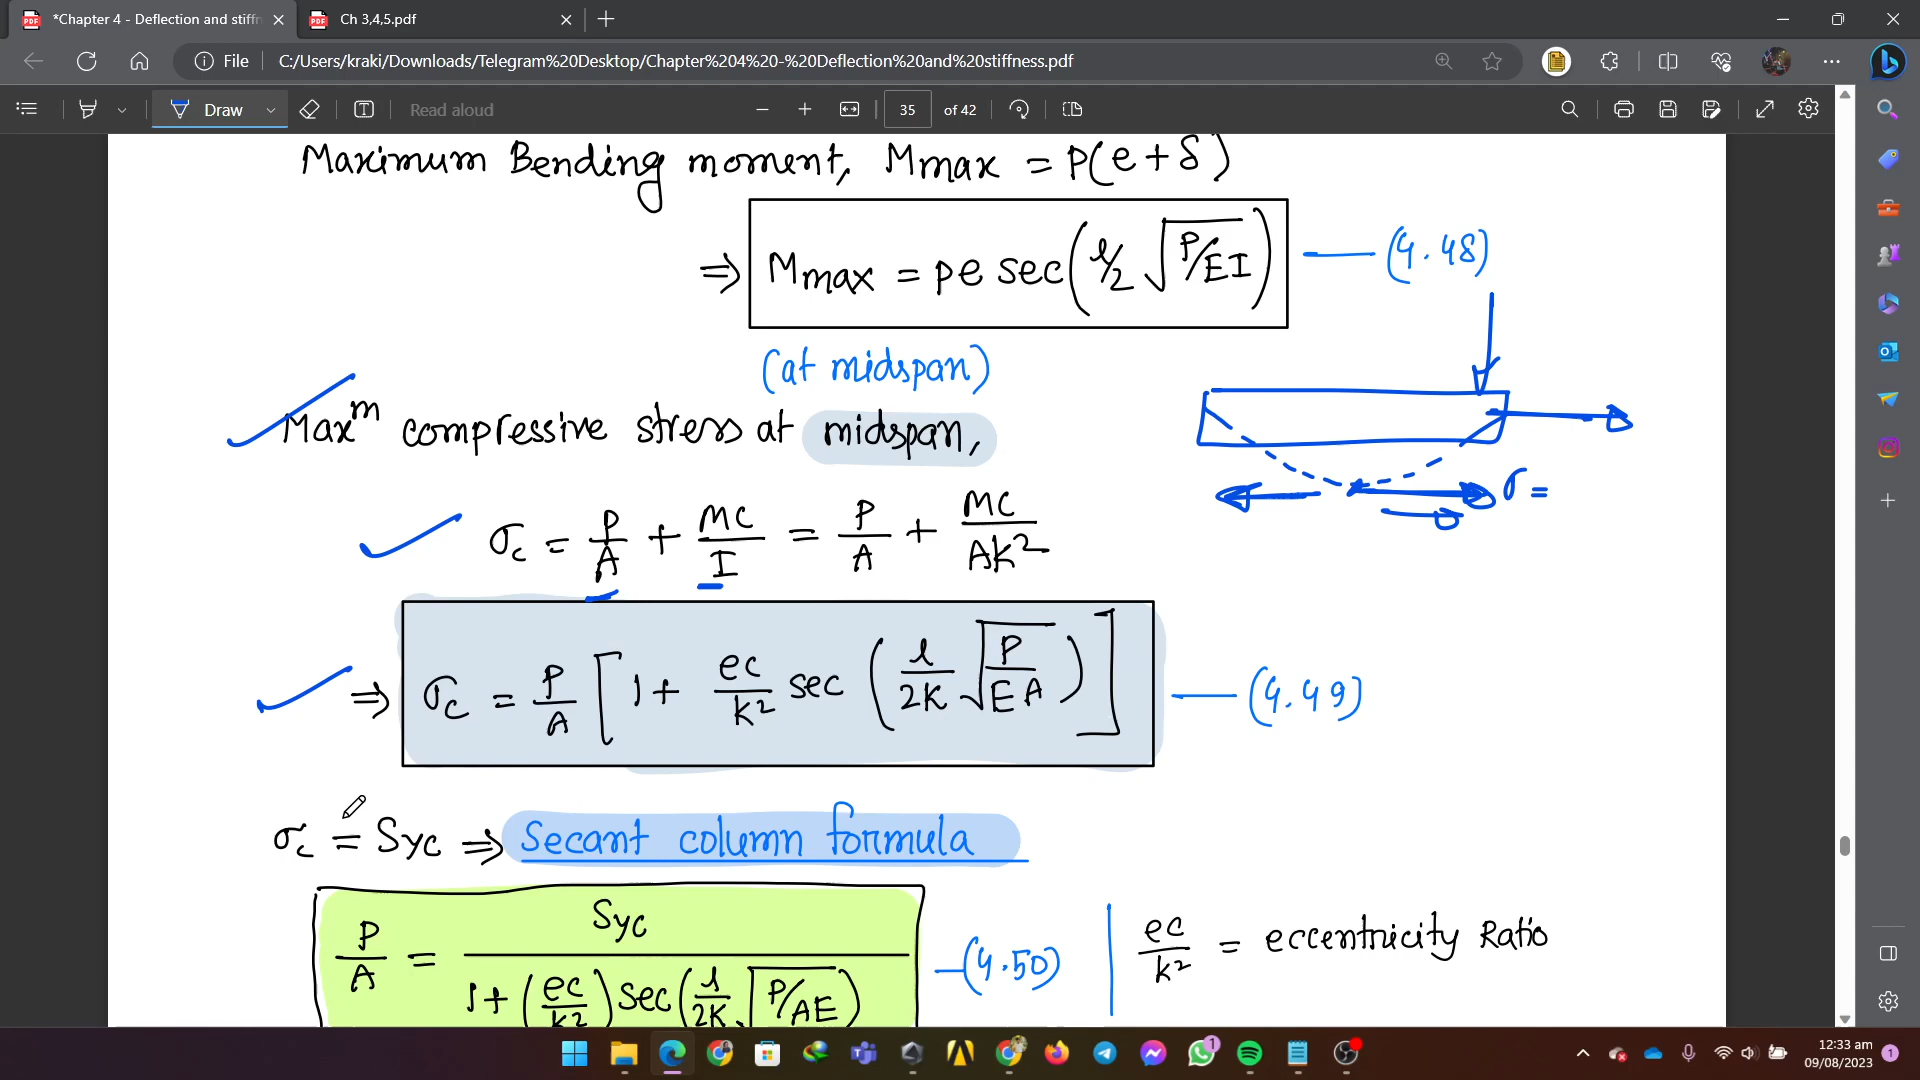 *Chapter 4 - Deflection and stiffn
Ch 3,4,5.pdf
File
C:/Users/kraki/Downloads/Telegram%20Desktop/Chapter%204%20-%20Deflection%20and%20stiffness.pdf
Draw
Read aloud
35
of 42
Maximum Bending moment, Mmax = P(e+δ)
⇒ Mmax = pe sec(l/2 √P/EI) — (4.48)
(at midspan)
Maxᵐ compressive stress at midspan,
σ =
σc = P/A + MC/I = P/A + MC/AK²
⇒ σc = P/A [1+ ec/k² sec (l/2K √P/EA)] — (4.49)
σc = Syc ⇒ Secant column formula
P/A = Syc / 1+(ec/k²)sec(l/2K √P/AE) —(4.50)
ec/k² = eccentricity Ratio
1
12:33 am
09/08/2023
1